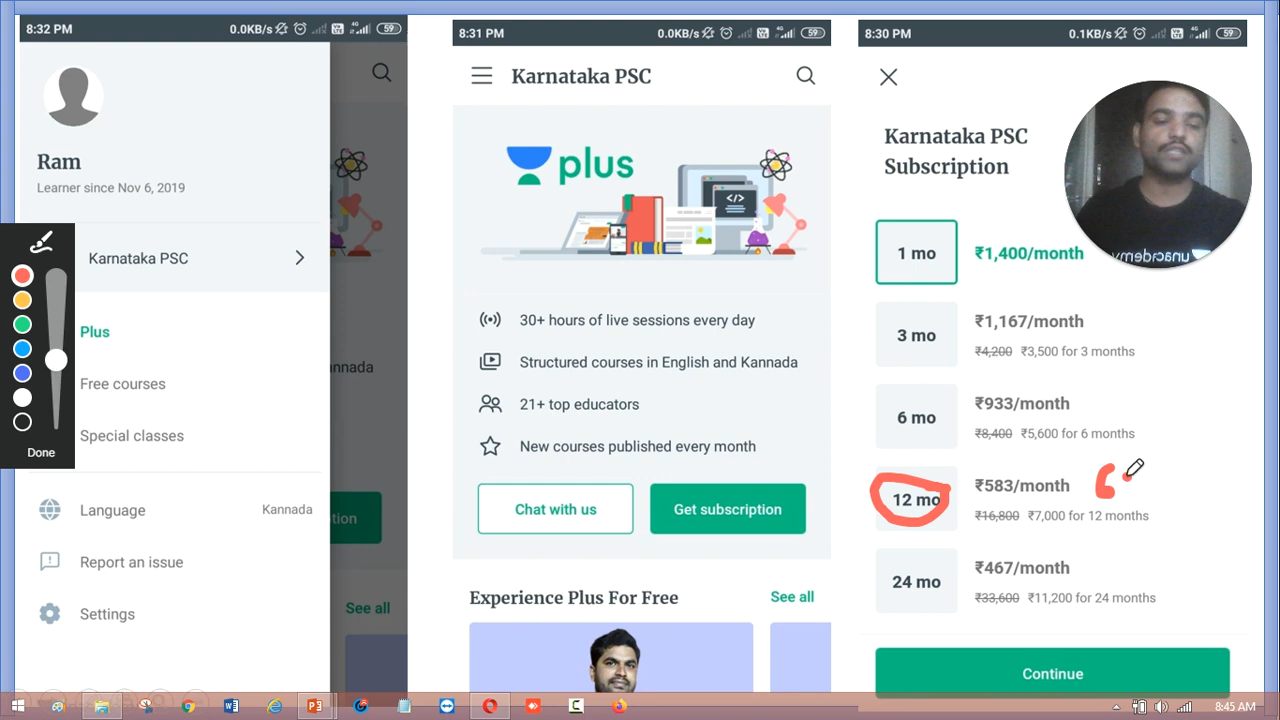 8:32 PM
0.0KB/s
59
Ram
Learner since Nov 6, 2019
Karnataka PSC
Plus
Free courses
Special classes
Language
Kannada
Report an issue
Settings
Done
nnada
tion
See all
8:31 PM
0.0KB/s
59
Karnataka PSC
plus
30+ hours of live sessions every day
Structured courses in English and Kannada
21+ top educators
New courses published every month
Chat with us
Get subscription
Experience Plus For Free
See all
8:30 PM
0.1KB/s
59
Karnataka PSC
Subscription
unacademy
1 mo
₹1,400/month
3 mo
₹1,167/month
₹4,200 ₹3,500 for 3 months
6 mo
₹933/month
₹8,400 ₹5,600 for 6 months
12 mo
₹583/month
₹16,800 ₹7,000 for 12 months
24 mo
₹467/month
₹33,600 ₹11,200 for 24 months
Continue
8:45 AM